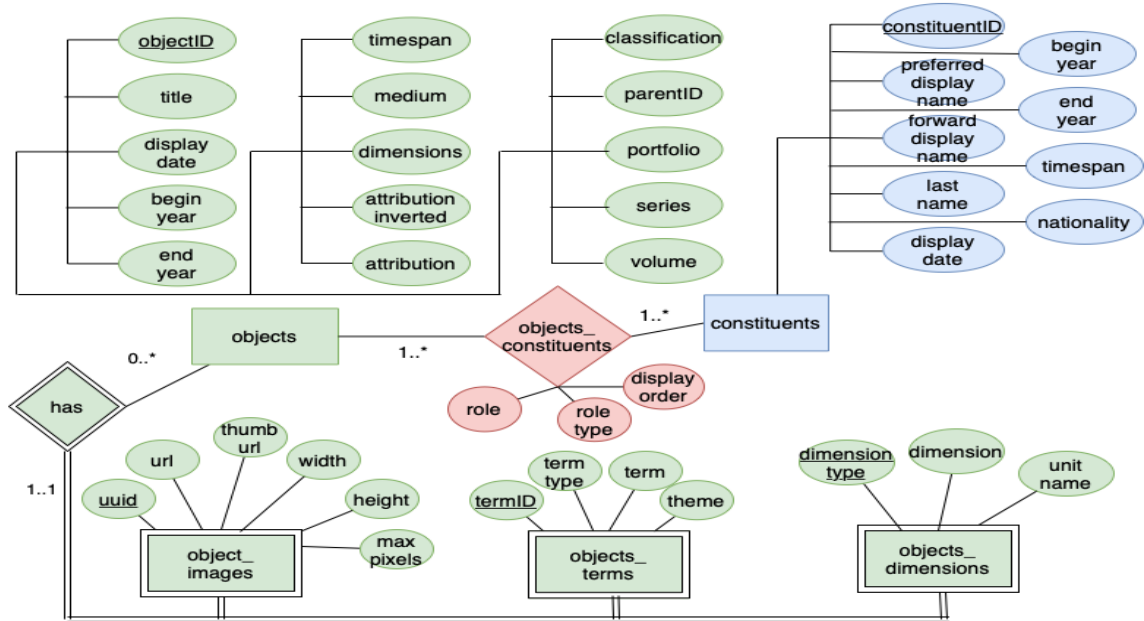 objectID
title
display
date
begin
year
end
year
timespan
medium
dimensions
attribution
inverted
attribution
classification
parentID
portfolio
series
volume
constituentID
begin
year
preferred
display
name
end
year
forward
display
name
timespan
last
name
nationality
display
date
objects
1..*
objects_
constituents
1..*
constituents
role
role
type
display
order
0..*
has
1..1
uuid
url
thumb
url
width
height
max
pixels
object_
images
termID
term
type
term
theme
objects_
terms
dimension
type
dimension
unit
name
objects_
dimensions